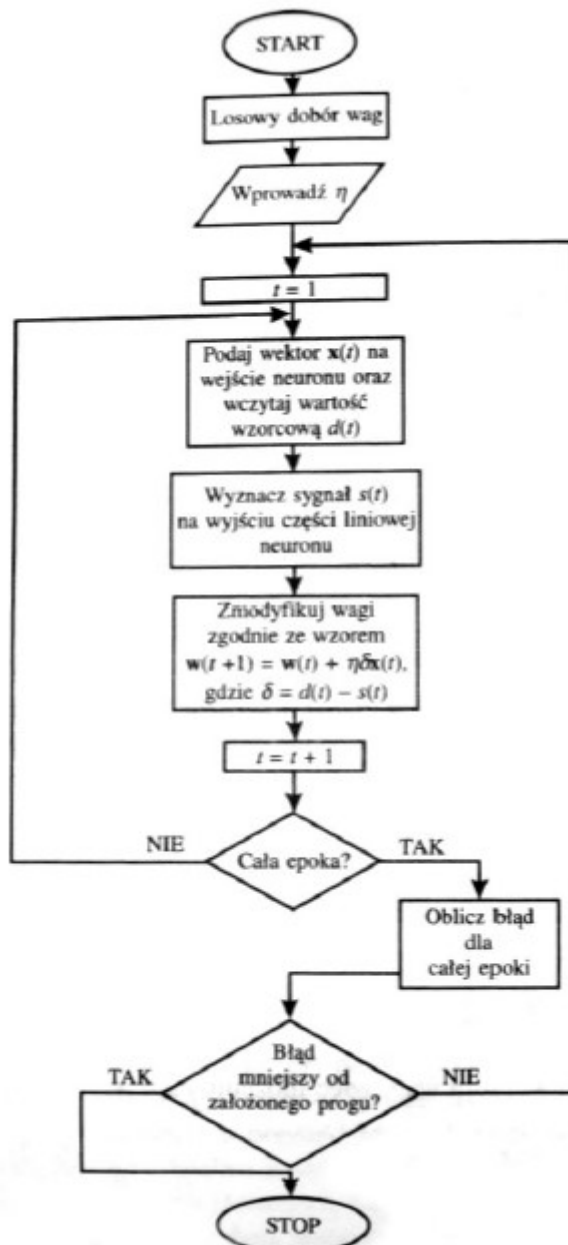 START
Losowy dobór wag
Wprowadź η
t = 1
Podaj wektor x(t) na
wejście neuronu oraz
wczytaj wartość
wzorcową d(t)
Wyznacz sygnał s(t)
na wyjściu części liniowej
neuronu
Zmodyfikuj wagi
zgodnie ze wzorem
w(t +1) = w(t) + ηδx(t),
gdzie δ = d(t) − s(t)
t = t + 1
NIE
Cała epoka?
TAK
Oblicz błąd
dla
całej epoki
TAK
Błąd
mniejszy od
założonego progu?
NIE
STOP